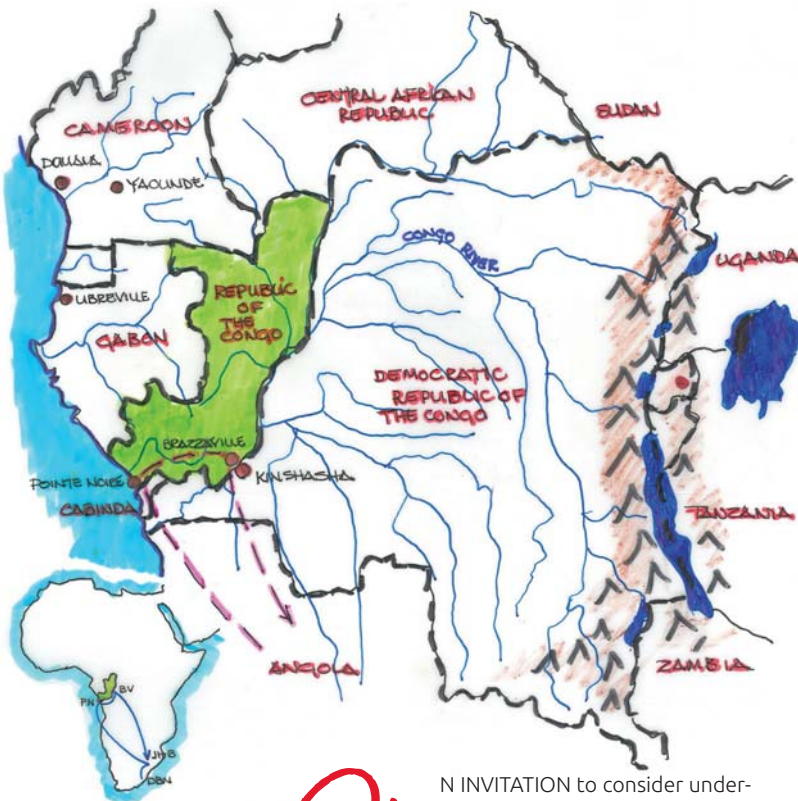 CENTRAL AFRICAN
REPUBLIC
SUDAN
CAMEROON
DOUALA
YAOUNDE
CONGO RIVER
UGANDA
LIBREVILLE
REPUBLIC
OF
THE
CONGO
GABON
DEMOCRATIC
REPUBLIC OF
THE CONGO
BRAZZAVILLE
POINTE NOIRE
KINSHASHA
CABINDA
TANZANIA
ANGOLA
ZAMBIA
PN
BV
JHB
DBN
N INVITATION to consider under-